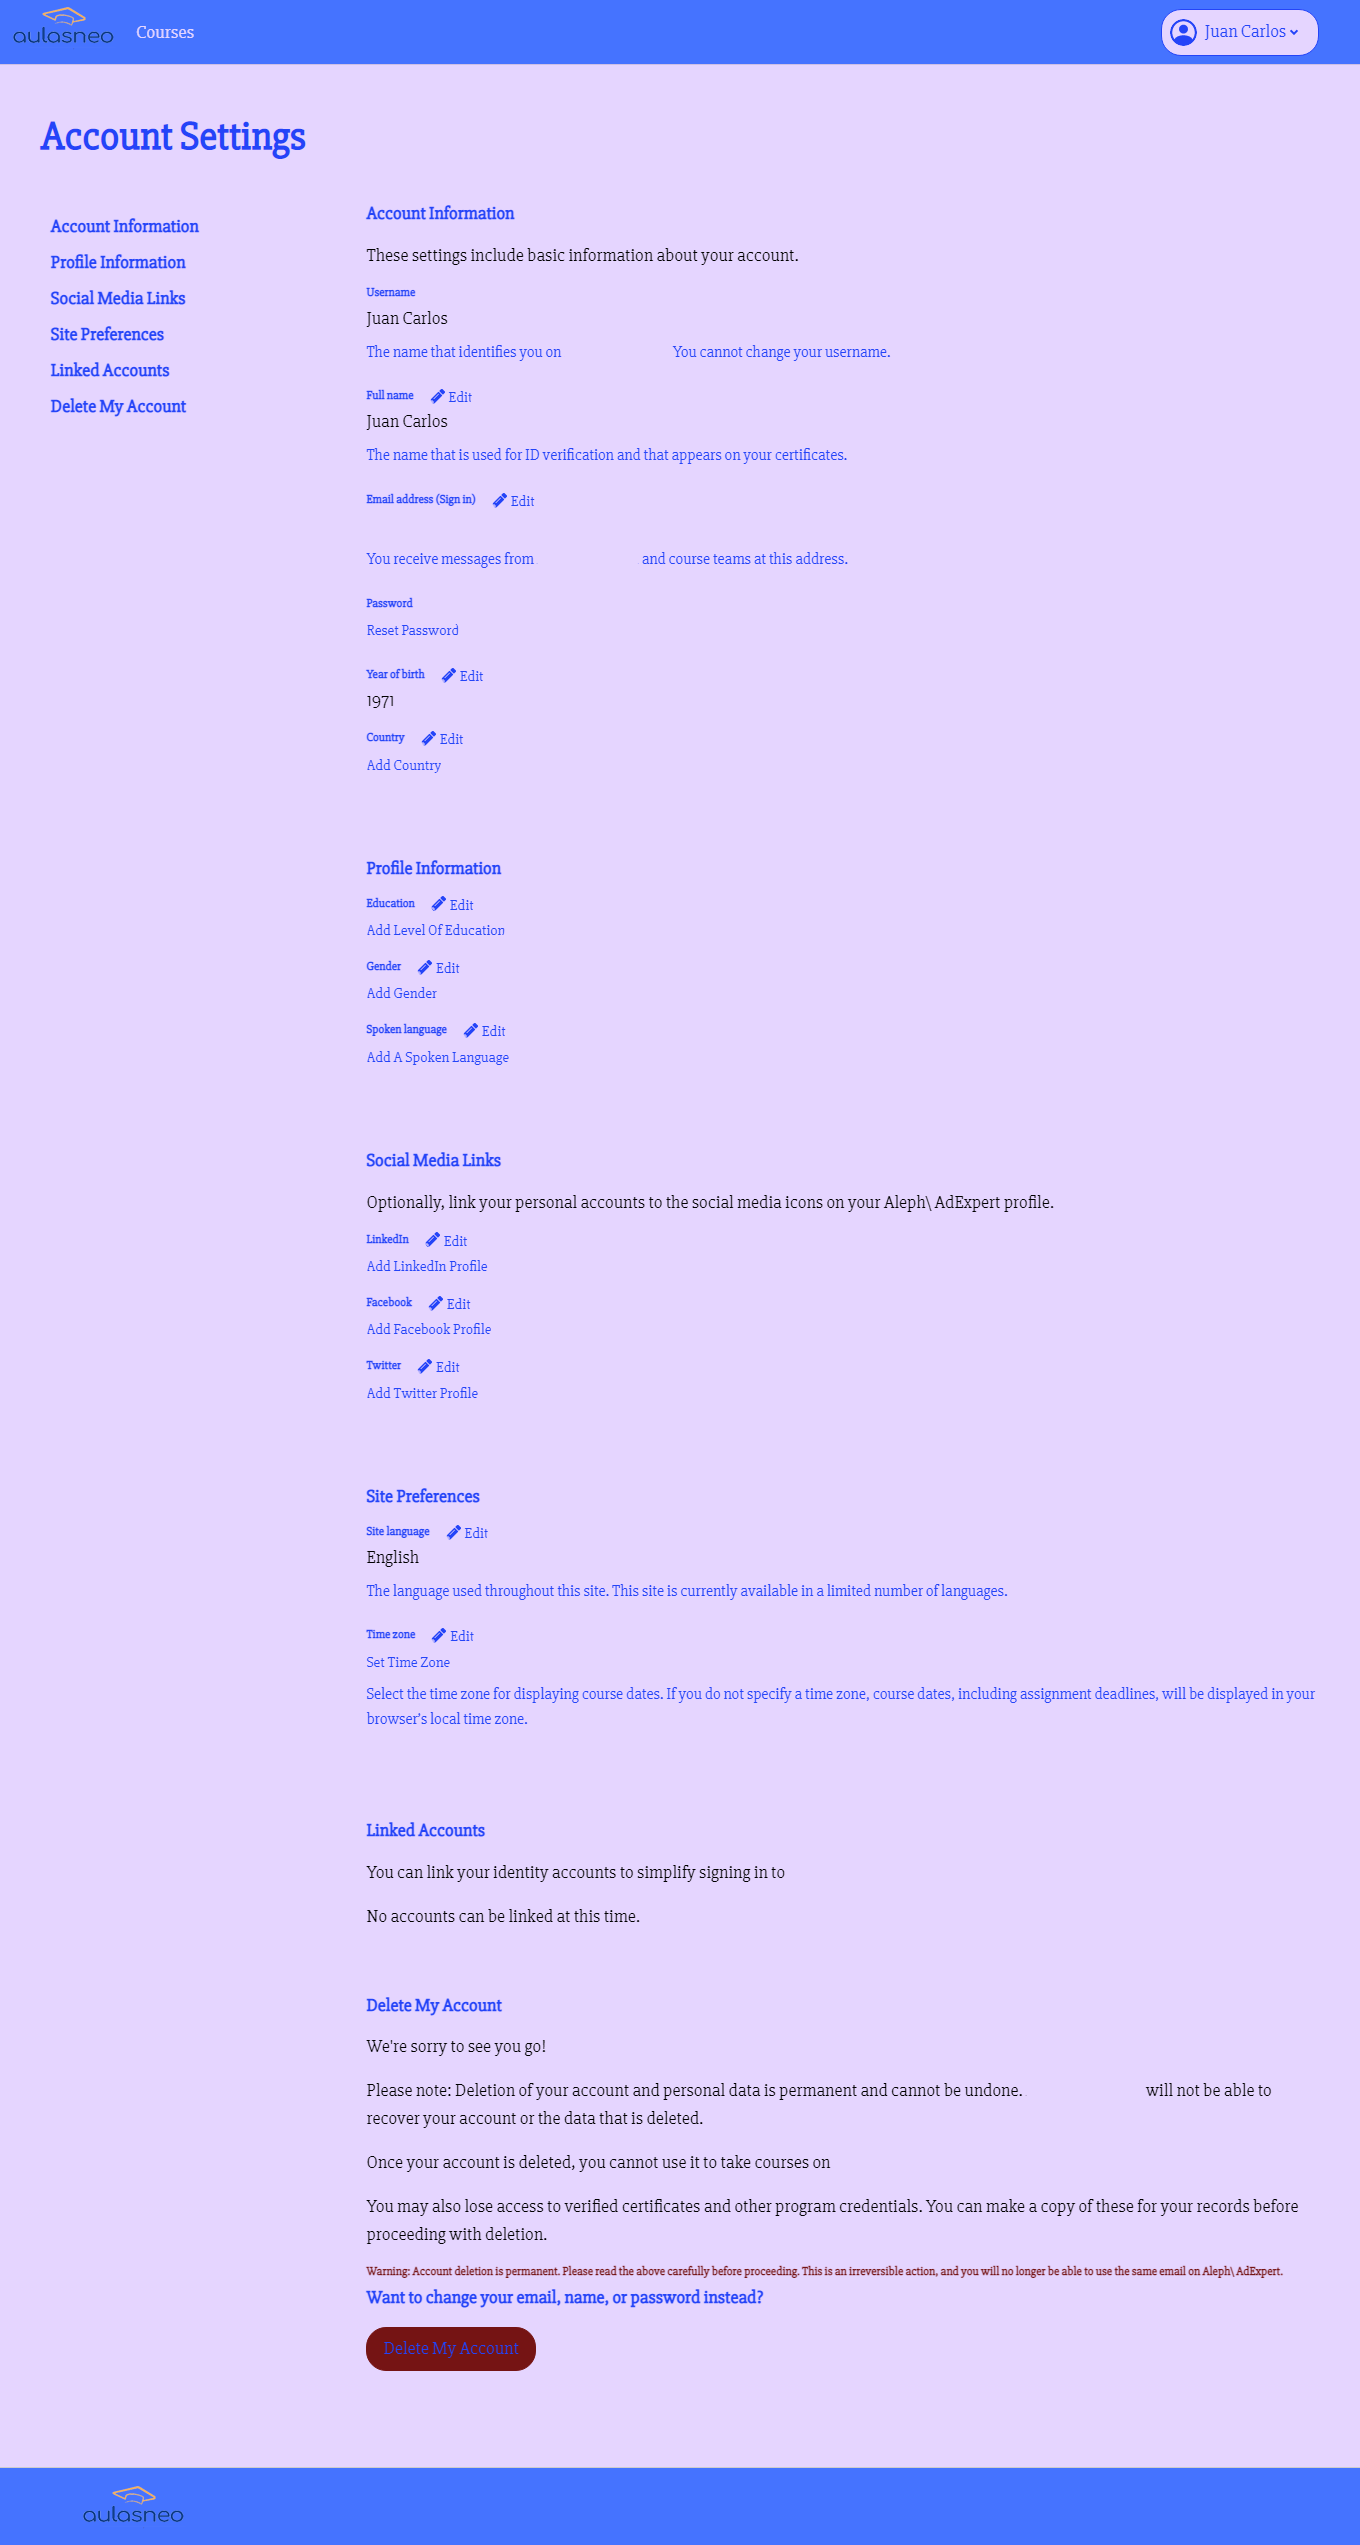 aulasneo
Courses
Juan Carlos
Account Settings
Account Information
Profile Information
Social Media Links
Site Preferences
Linked Accounts
Delete My Account
Account Information
These settings include basic information about your account.
Username
Juan Carlos
The name that identifies you on You cannot change your username.
Full name Edit
Juan Carlos
The name that is used for ID verification and that appears on your certificates.
Email address (Sign in) Edit
You receive messages from and course teams at this address.
Password
Reset Password
Year of birth Edit
1971
Country Edit
Add Country
Profile Information
Education Edit
Add Level Of Education
Gender Edit
Add Gender
Spoken language Edit
Add A Spoken Language
Social Media Links
Optionally, link your personal accounts to the social media icons on your Aleph\ AdExpert profile.
LinkedIn Edit
Add LinkedIn Profile
Facebook Edit
Add Facebook Profile
Twitter Edit
Add Twitter Profile
Site Preferences
Site language Edit
English
The language used throughout this site. This site is currently available in a limited number of languages.
Time zone Edit
Set Time Zone
Select the time zone for displaying course dates. If you do not specify a time zone, course dates, including assignment deadlines, will be displayed in your
browser's local time zone.
Linked Accounts
You can link your identity accounts to simplify signing in to
No accounts can be linked at this time.
Delete My Account
We're sorry to see you go!
Please note: Deletion of your account and personal data is permanent and cannot be undone. will not be able to
recover your account or the data that is deleted.
Once your account is deleted, you cannot use it to take courses on
You may also lose access to verified certificates and other program credentials. You can make a copy of these for your records before
proceeding with deletion.
Warning: Account deletion is permanent. Please read the above carefully before proceeding. This is an irreversible action, and you will no longer be able to use the same email on Aleph\ AdExpert.
Want to change your email, name, or password instead?
Delete My Account
aulasneo